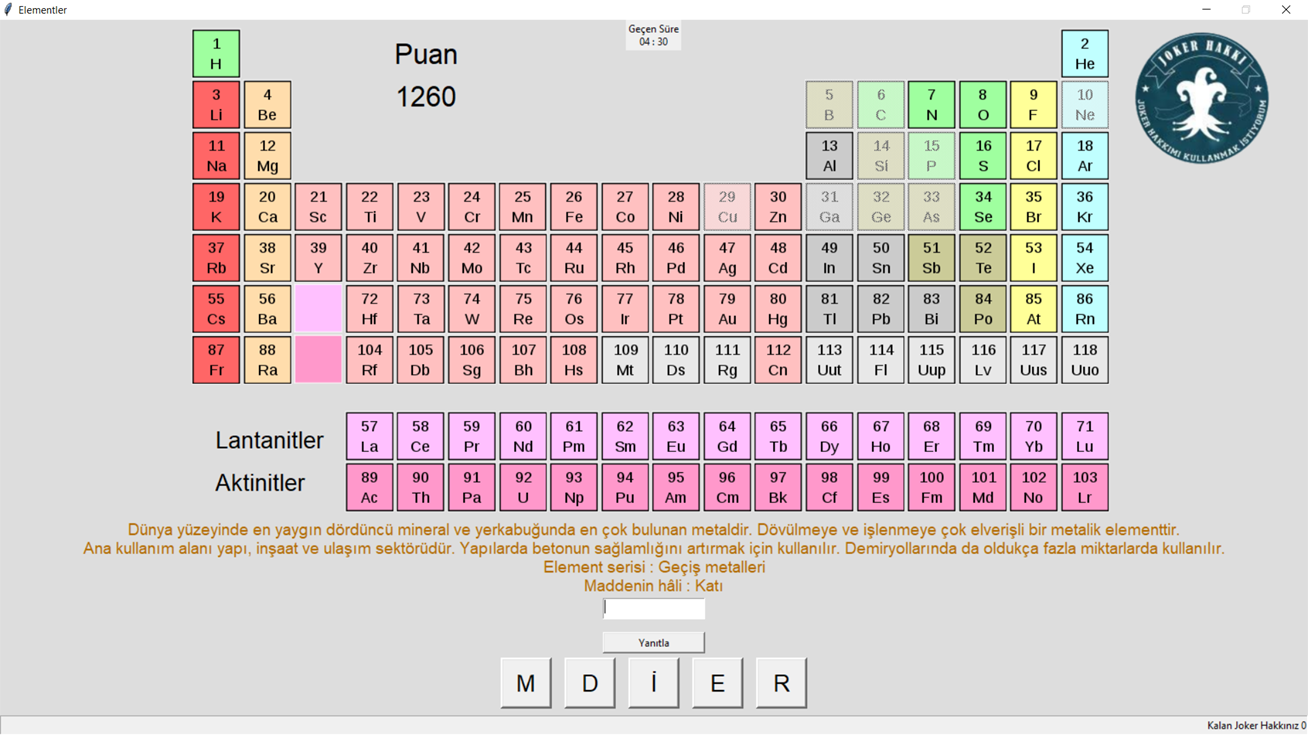 Elementler
Geçen Süre
04 : 30
Puan
1260
JOKER HAKKI
JOKER HAKKIMI KULLANMAK İSTİYORUM
1 2
H He
3 4 5 6 7 8 9 10
Li Be B C N O F Ne
11 12 13 14 15 16 17 18
Na Mg Al Si P S Cl Ar
19 20 21 22 23 24 25 26 27 28 29 30 31 32 33 34 35 36
K Ca Sc Ti V Cr Mn Fe Co Ni Cu Zn Ga Ge As Se Br Kr
37 38 39 40 41 42 43 44 45 46 47 48 49 50 51 52 53 54
Rb Sr Y Zr Nb Mo Tc Ru Rh Pd Ag Cd In Sn Sb Te I Xe
55 56 72 73 74 75 76 77 78 79 80 81 82 83 84 85 86
Cs Ba Hf Ta W Re Os Ir Pt Au Hg Tl Pb Bi Po At Rn
87 88 104 105 106 107 108 109 110 111 112 113 114 115 116 117 118
Fr Ra Rf Db Sg Bh Hs Mt Ds Rg Cn Uut Fl Uup Lv Uus Uuo
Lantanitler
57 58 59 60 61 62 63 64 65 66 67 68 69 70 71
La Ce Pr Nd Pm Sm Eu Gd Tb Dy Ho Er Tm Yb Lu
Aktinitler
89 90 91 92 93 94 95 96 97 98 99 100 101 102 103
Ac Th Pa U Np Pu Am Cm Bk Cf Es Fm Md No Lr
Dünya yüzeyinde en yaygın dördüncü mineral ve yerkabuğunda en çok bulunan metaldir. Dövülmeye ve işlenmeye çok elverişli bir metalik elementtir.
Ana kullanım alanı yapı, inşaat ve ulaşım sektörüdür. Yapılarda betonun sağlamlığını artırmak için kullanılır. Demiryollarında da oldukça fazla miktarlarda kullanılır.
Element serisi : Geçiş metalleri
Maddenin hâli : Katı
Yanıtla
M D İ E R
Kalan Joker Hakkınız 0